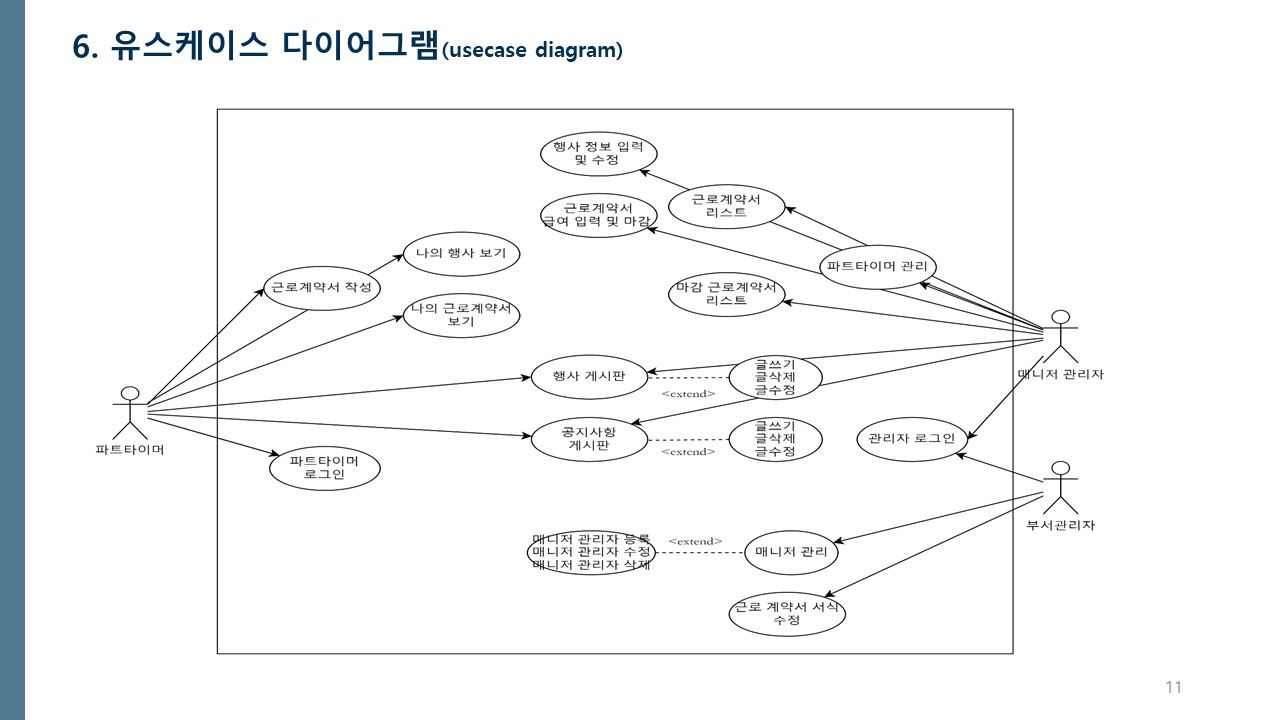 6. 유스케이스 다이어그램(usecase diagram)
행사 정보 입력
및 수정
근로계약서
리스트
근로계약서
급여 입력 및 마감
나의 행사 보기
파트타이머 관리
근로계약서 작성
마감 근로계약서
리스트
나의 근로계약서
보기
행사 게시판
글쓰기
글삭제
글수정
<extend>
매니저 관리자
공지사항
게시판
글쓰기
글삭제
글수정
<extend>
관리자 로그인
파트타이머
파트타이머
로그인
부서관리자
매니저 관리자 등록
매니저 관리자 수정
매니저 관리자 삭제
<extend>
매니저 관리
근로 계약서 서식
수정
11